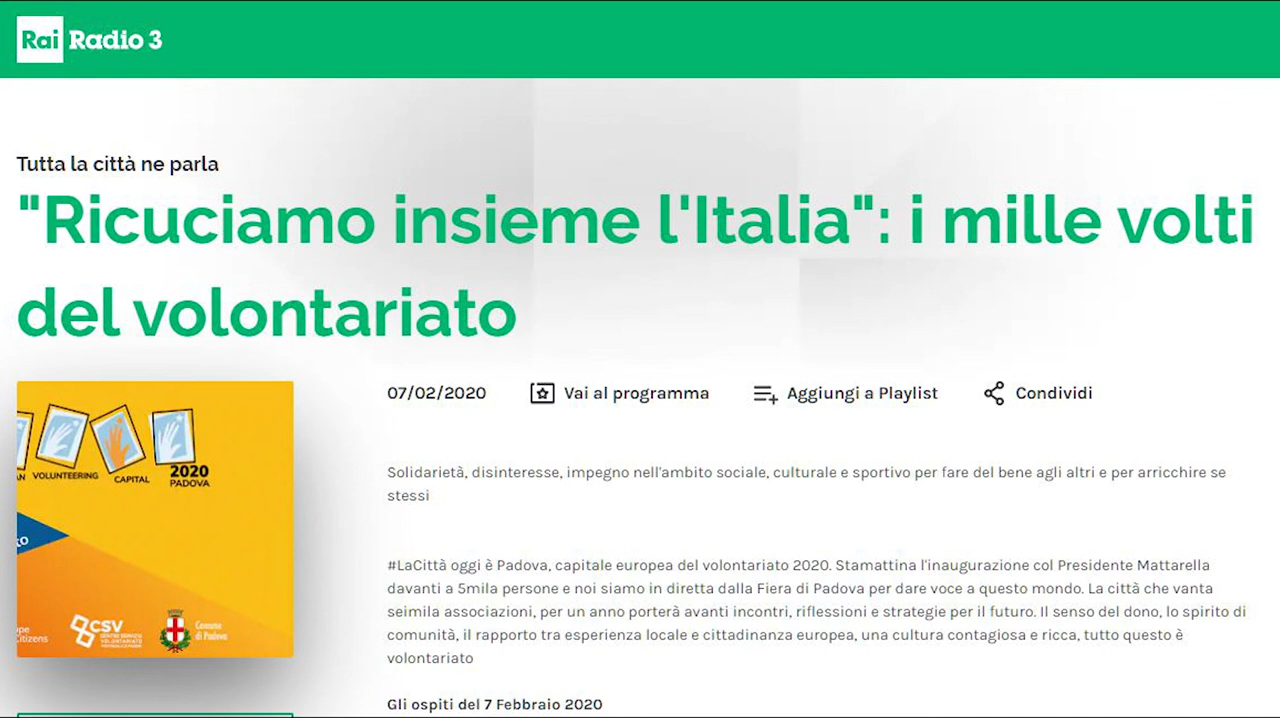 Rai Radio 3
Tutta la città ne parla
"Ricuciamo insieme l'Italia": i mille volti
del volontariato
07/02/2020
Vai al programma
Aggiungi a Playlist
Condividi
VOLUNTEERING
CAPITAL
2020
PADOVA
CSV
CENTRO SERVIZIO
VOLONTARIATO
Comune
di Padova
Citizens
Solidarietà, disinteresse, impegno nell'ambito sociale, culturale e sportivo per fare del bene agli altri e per arricchire se
stessi
#LaCittà oggi è Padova, capitale europea del volontariato 2020. Stamattina l'inaugurazione col Presidente Mattarella
davanti a 5mila persone e noi siamo in diretta dalla Fiera di Padova per dare voce a questo mondo. La città che vanta
seimila associazioni, per un anno porterà avanti incontri, riflessioni e strategie per il futuro. Il senso del dono, lo spirito di
comunità, il rapporto tra esperienza locale e cittadinanza europea, una cultura contagiosa e ricca, tutto questo è
volontariato
Gli ospiti del 7 Febbraio 2020